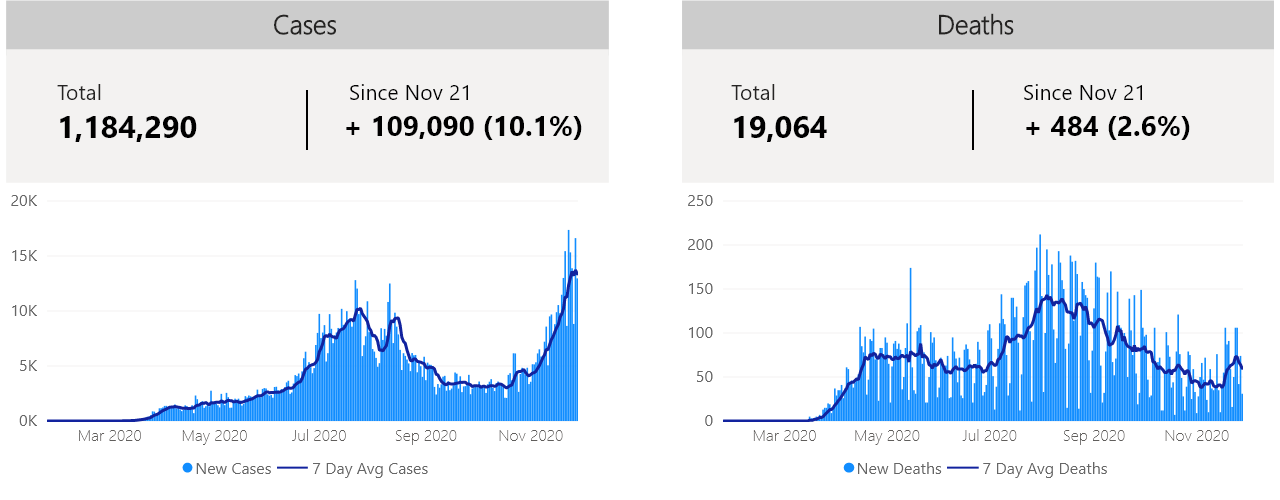 Cases
Total
1,184,290
Since Nov 21
+ 109,090 (10.1%)
20K
15K
10K
5K
0K
Mar 2020 May 2020 Jul 2020 Sep 2020 Nov 2020
New Cases 7 Day Avg Cases
Deaths
Total
19,064
Since Nov 21
+ 484 (2.6%)
250
200
150
100
50
0
Mar 2020 May 2020 Jul 2020 Sep 2020 Nov 2020
New Deaths 7 Day Avg Deaths